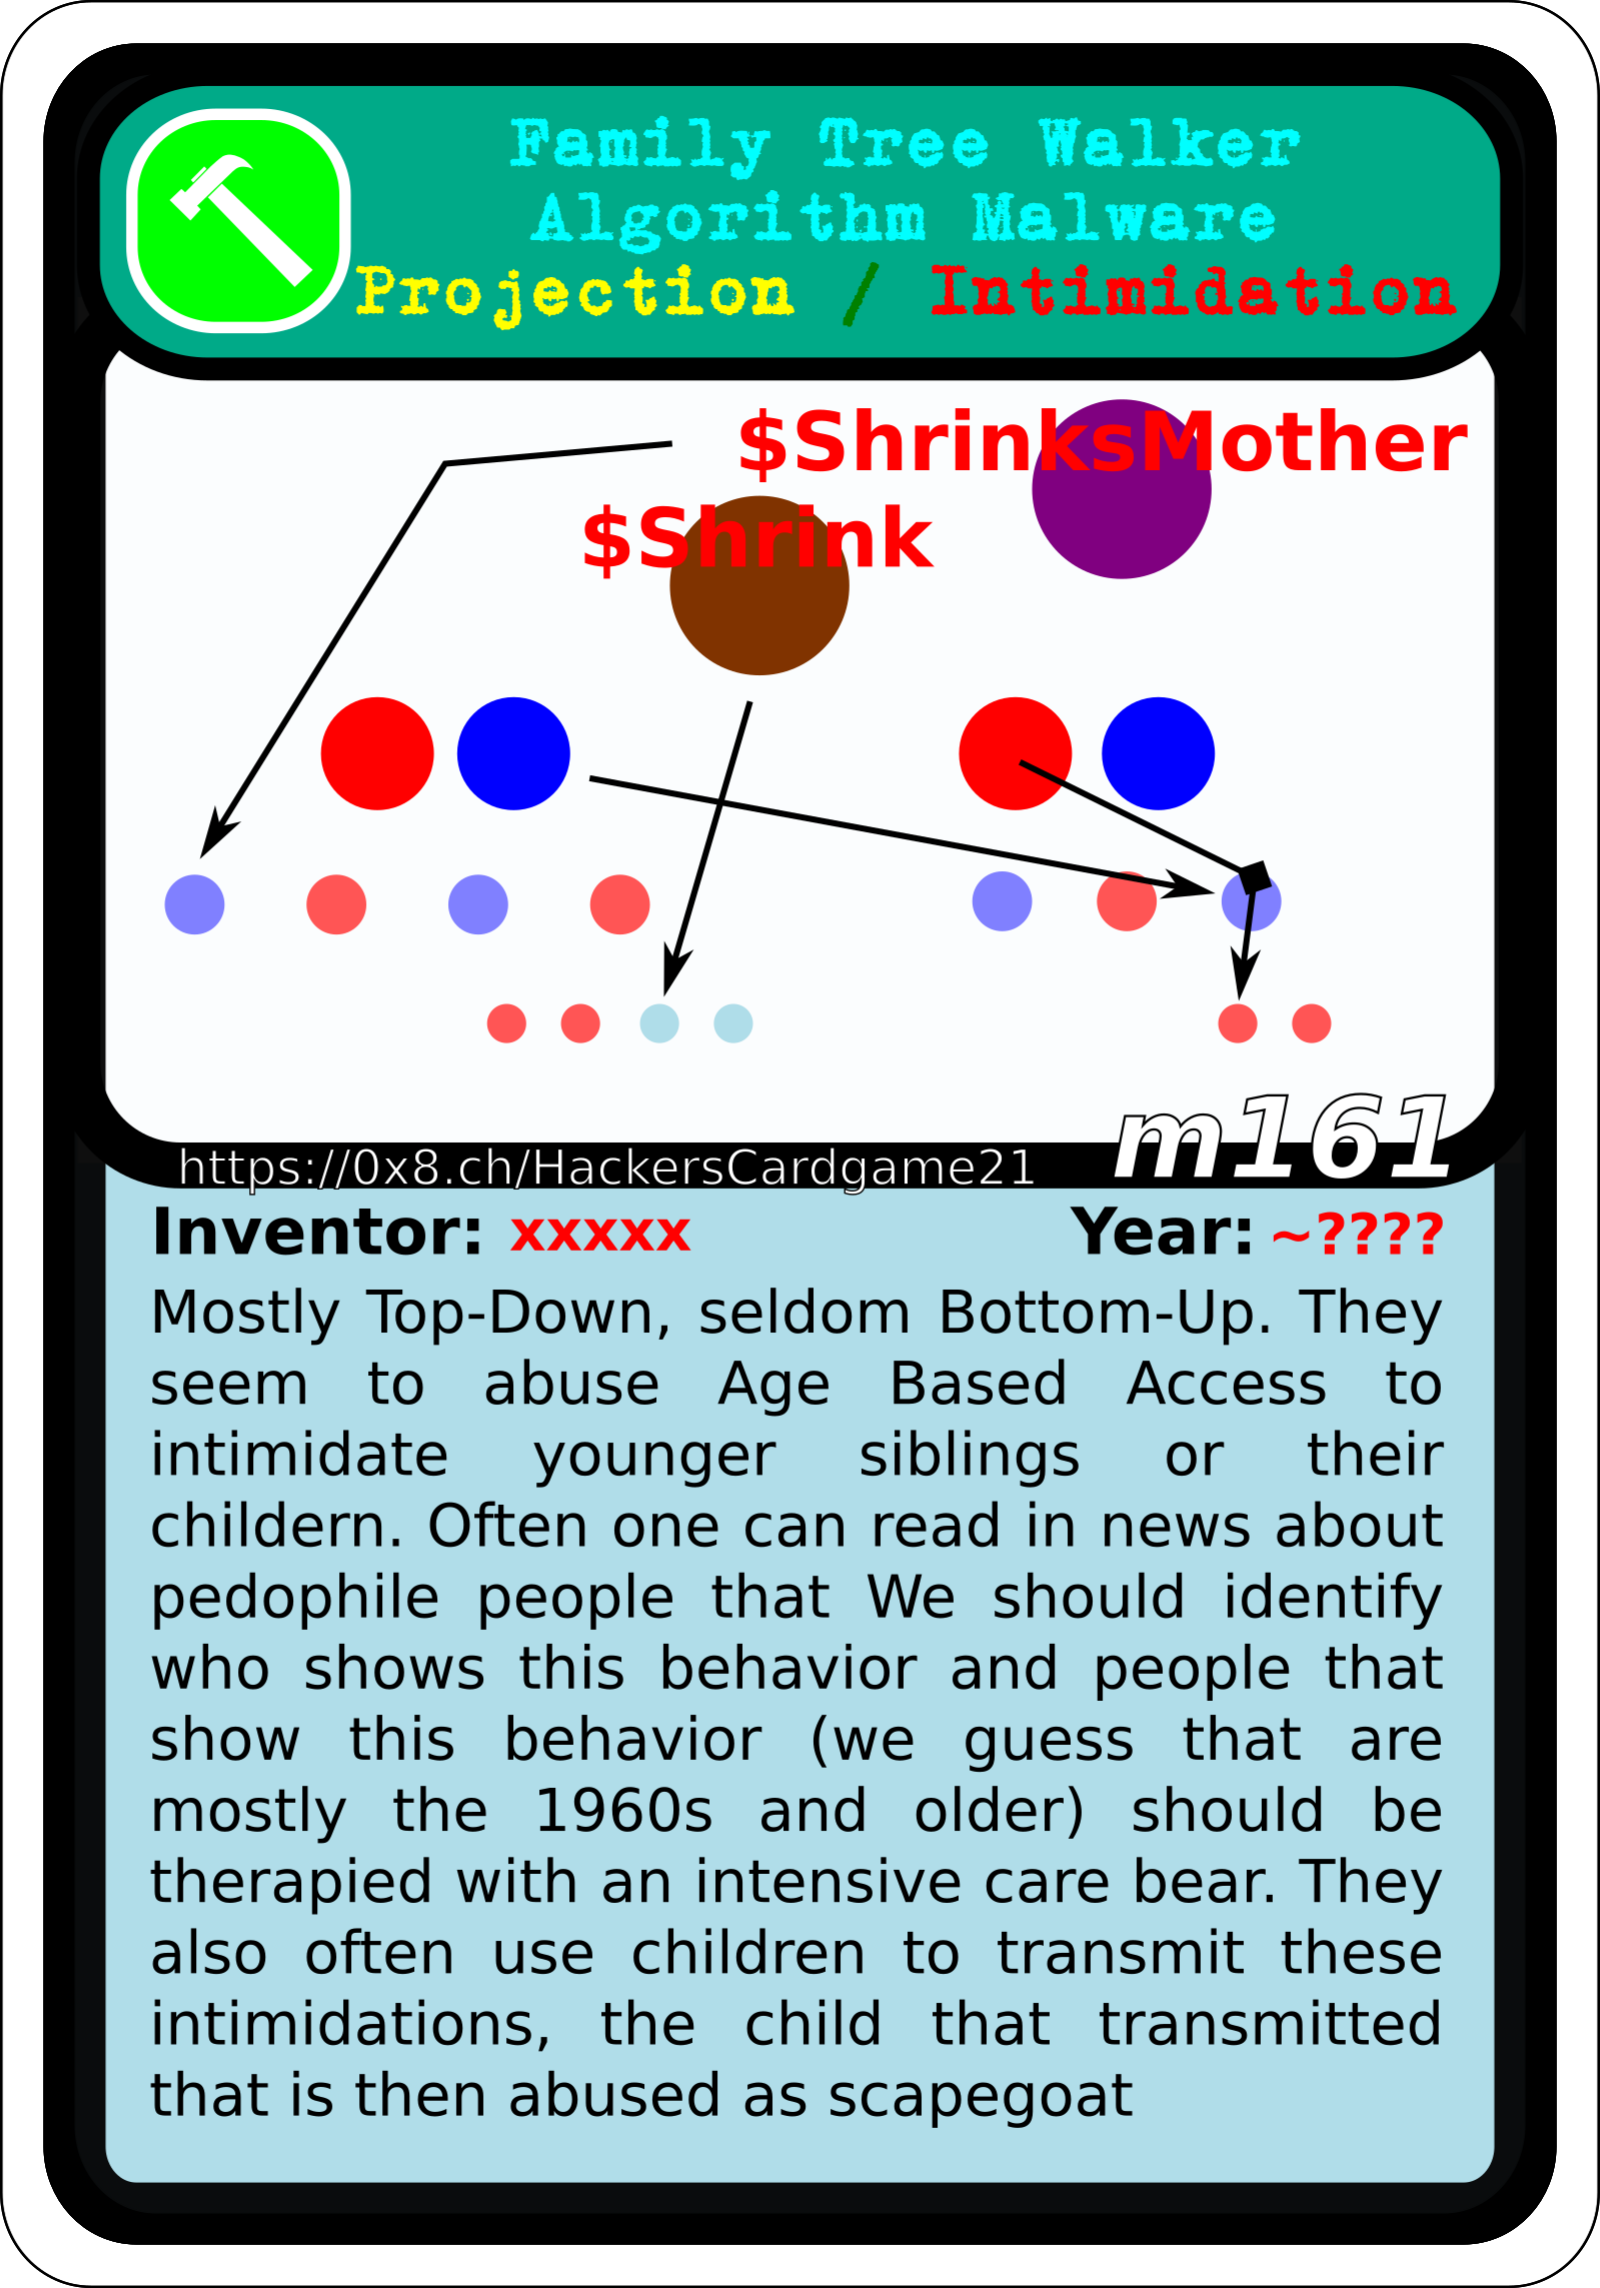 Family Tree Walker
Algorithm Malware
Projection / Intimidation
$ShrinksMother
$Shrink
m161
https://0x8.ch/HackersCardgame21
Inventor: xxxxx Year: ~????
Mostly Top-Down, seldom Bottom-Up. They
seem to abuse Age Based Access to
intimidate younger siblings or their
childern. Often one can read in news about
pedophile people that We should identify
who shows this behavior and people that
show this behavior (we guess that are
mostly the 1960s and older) should be
therapied with an intensive care bear. They
also often use children to transmit these
intimidations, the child that transmitted
that is then abused as scapegoat